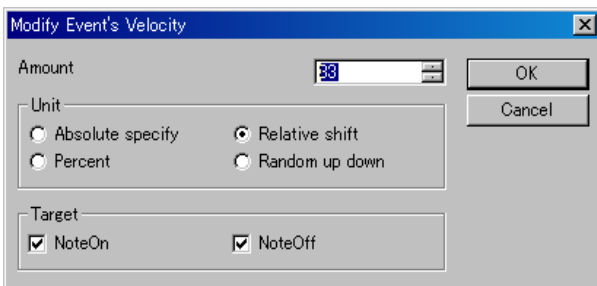 Modify Event's Velocity
Amount 33 OK
Cancel
Unit
Absolute specify Relative shift
Percent Random up down
Target
NoteOn NoteOff